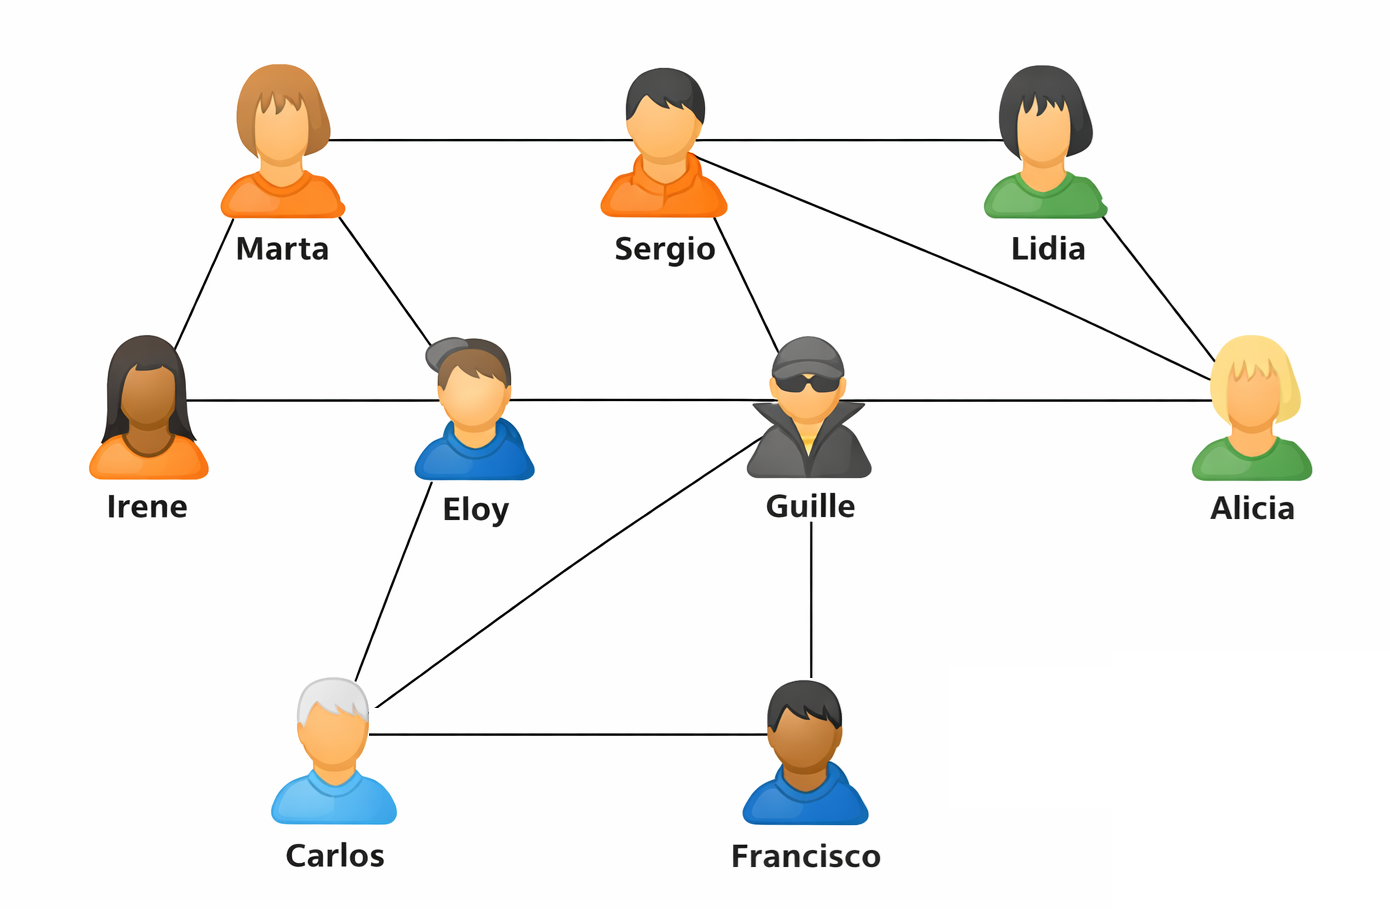 Marta
Sergio
Lidia
Irene
Eloy
Guille
Alicia
Carlos
Francisco